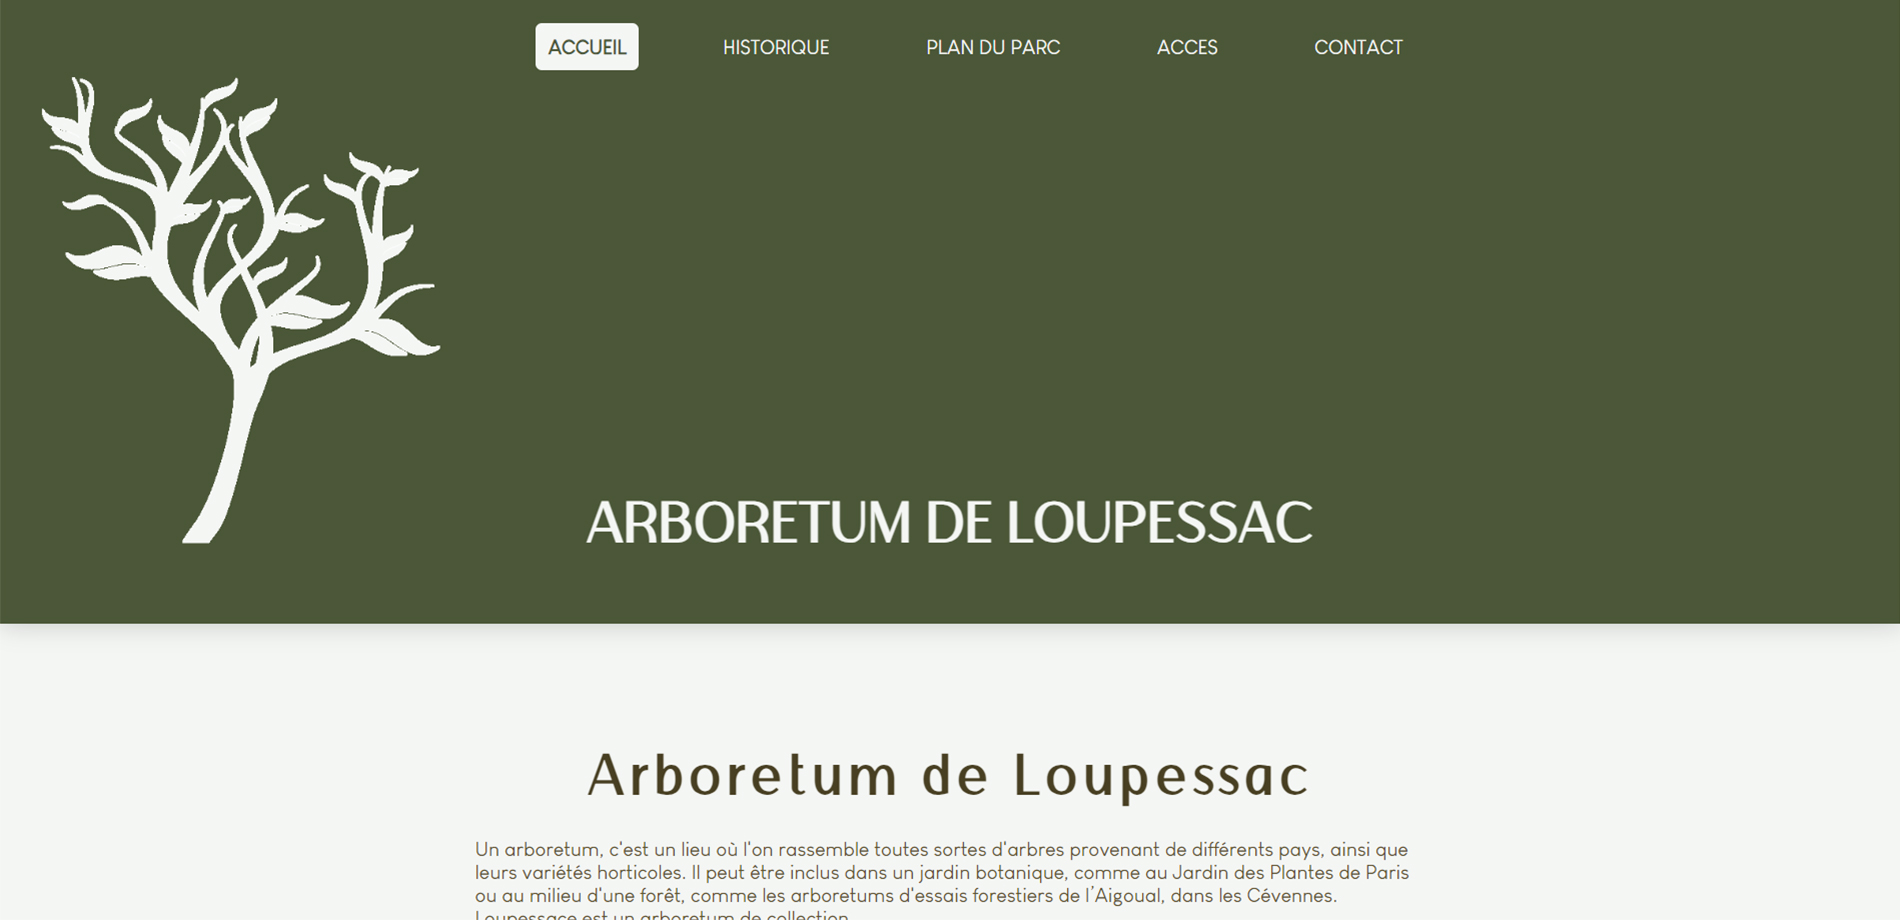 ACCUEIL HISTORIQUE PLAN DU PARC ACCES CONTACT
ARBORETUM DE LOUPESSAC
Arboretum de Loupessac
Un arboretum, c'est un lieu où l'on rassemble toutes sortes d'arbres provenant de différents pays, ainsi que
leurs variétés horticoles. Il peut être inclus dans un jardin botanique, comme au Jardin des Plantes de Paris
ou au milieu d'une forêt, comme les arboretums d'essais forestiers de l’Aigoual, dans les Cévennes.
Loupessace est un arboretum de collection